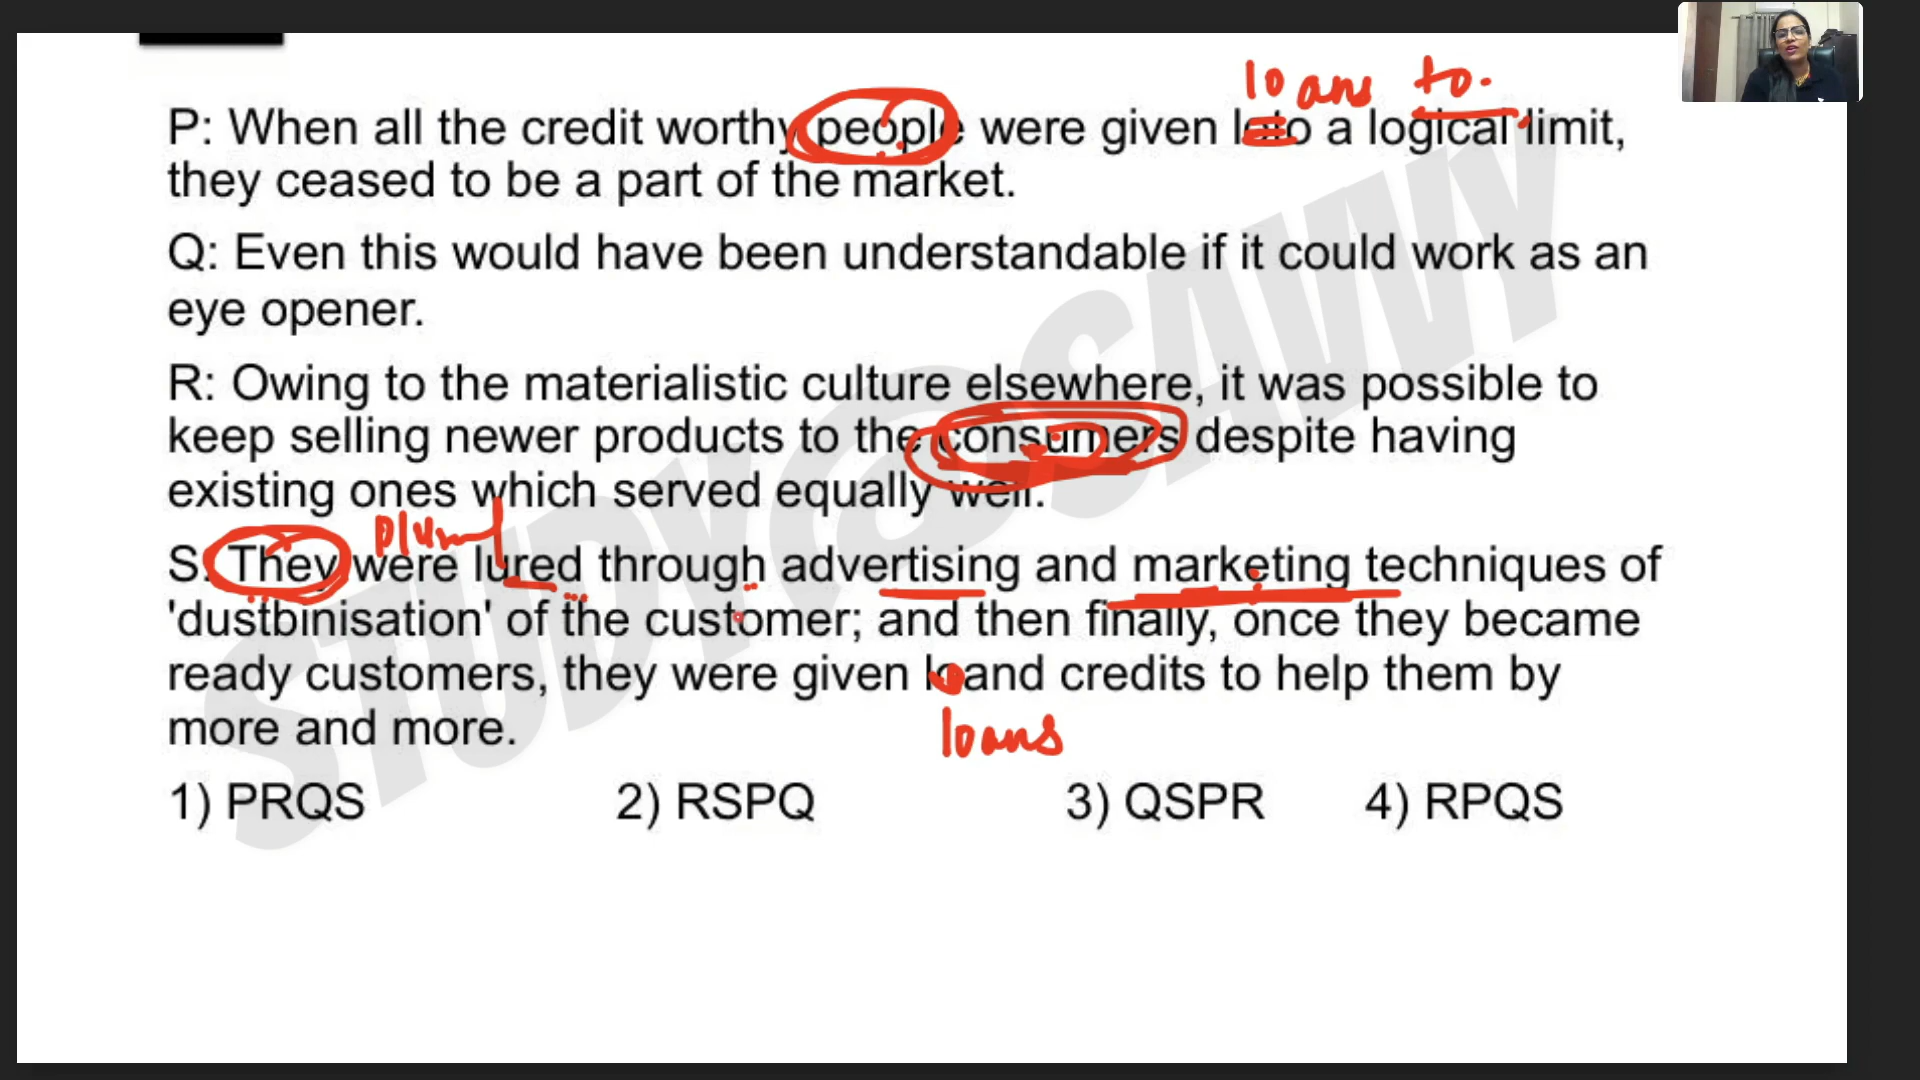 loans to.
P: When all the credit worthy people were given loto a logical limit,
they ceased to be a part of the market.
Q: Even this would have been understandable if it could work as an
eye opener.
R: Owing to the materialistic culture elsewhere, it was possible to
keep selling newer products to the consumers despite having
existing ones which served equally well.
plural
S: They were lured through advertising and marketing techniques of
'dustbinisation' of the customer; and then finally, once they became
ready customers, they were given loand credits to help them by
more and more.
loans
1) PRQS 2) RSPQ 3) QSPR 4) RPQS
STUDY@SAVVY